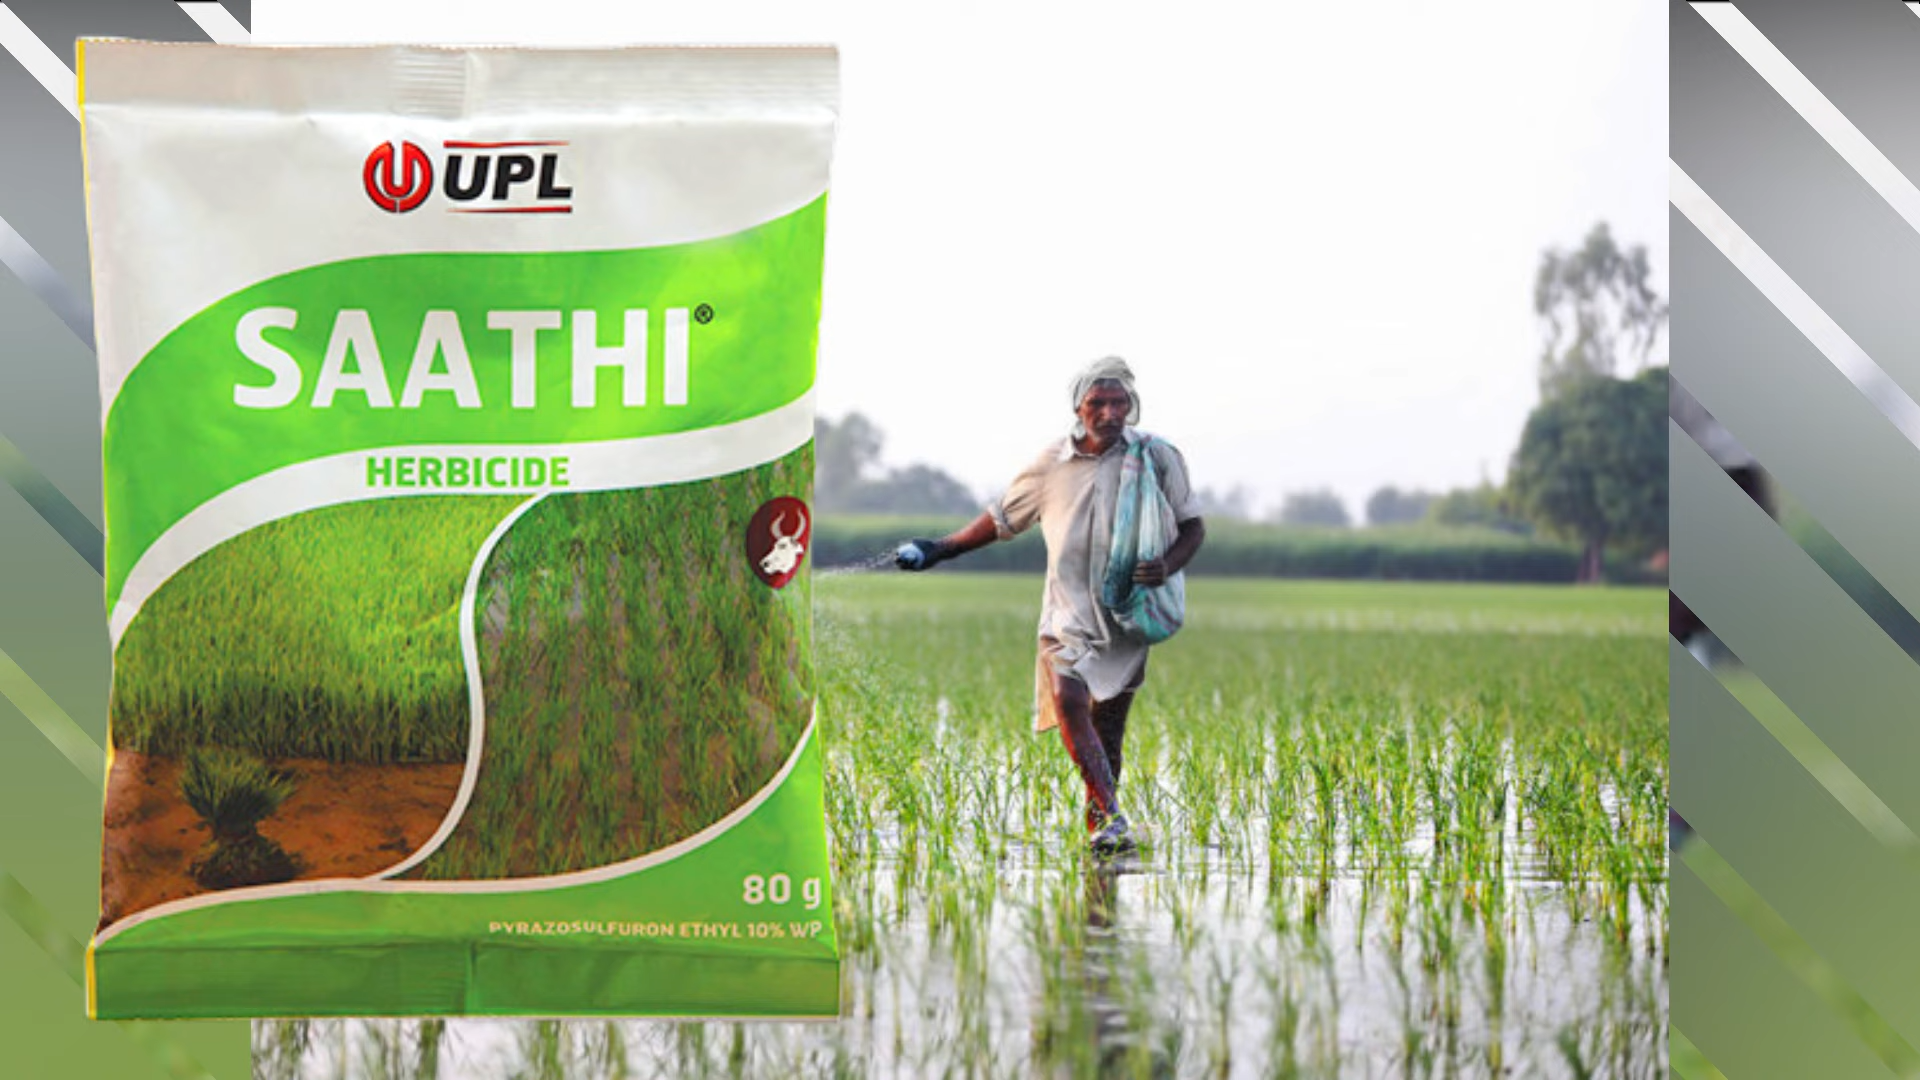 UPL
SAATHI®
HERBICIDE
80 g
PYRAZOSULFURON ETHYL 10% WP